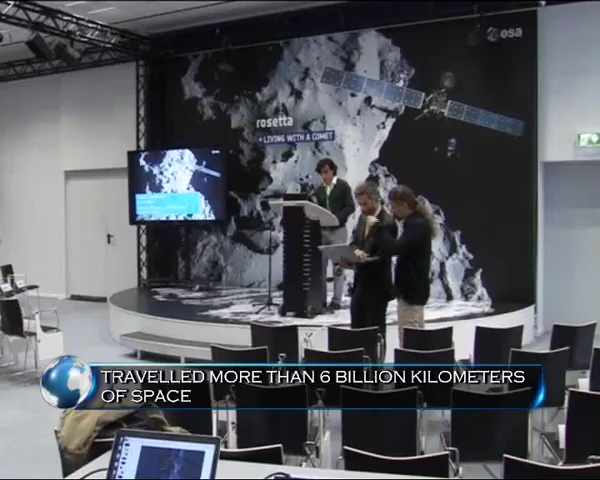 esa
rosetta
+ LIVING WITH A COMET
TRAVELLED MORE THAN 6 BILLION KILOMETERS
OF SPACE